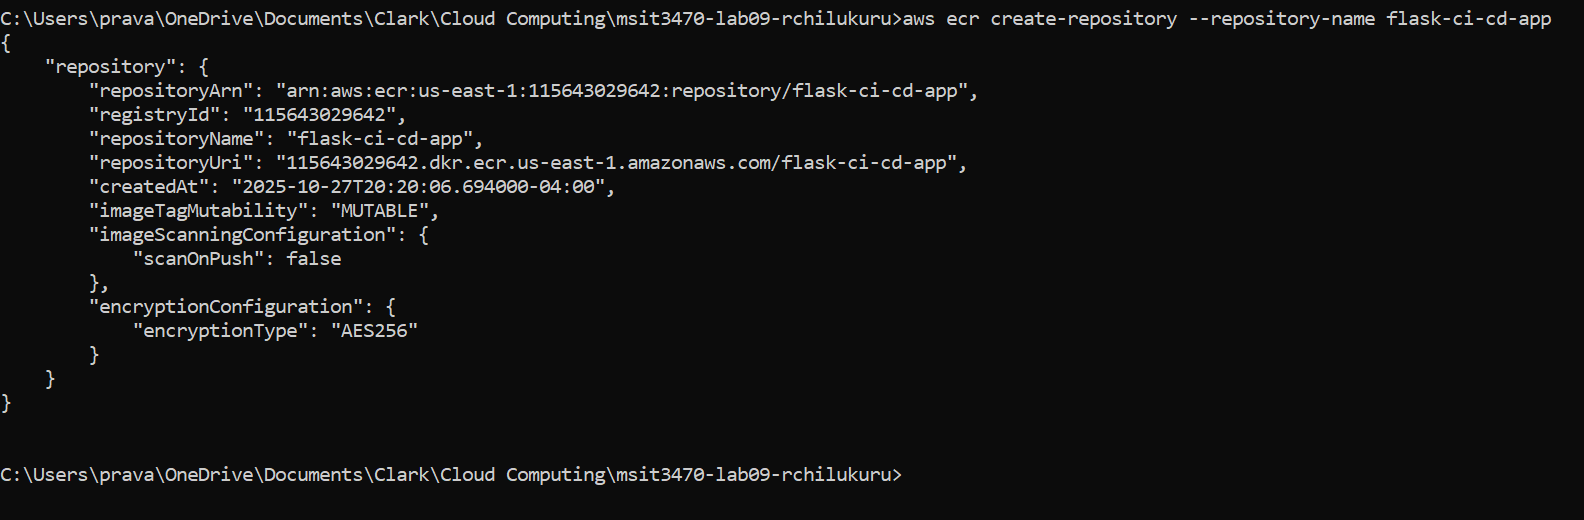 C:\Users\prava\OneDrive\Documents\Clark\Cloud Computing\msit3470-lab09-rchilukuru>aws ecr create-repository --repository-name flask-ci-cd-app
{
    "repository": {
        "repositoryArn": "arn:aws:ecr:us-east-1:115643029642:repository/flask-ci-cd-app",
        "registryId": "115643029642",
        "repositoryName": "flask-ci-cd-app",
        "repositoryUri": "115643029642.dkr.ecr.us-east-1.amazonaws.com/flask-ci-cd-app",
        "createdAt": "2025-10-27T20:20:06.694000-04:00",
        "imageTagMutability": "MUTABLE",
        "imageScanningConfiguration": {
            "scanOnPush": false
        },
        "encryptionConfiguration": {
            "encryptionType": "AES256"
        }
    }
}
C:\Users\prava\OneDrive\Documents\Clark\Cloud Computing\msit3470-lab09-rchilukuru>